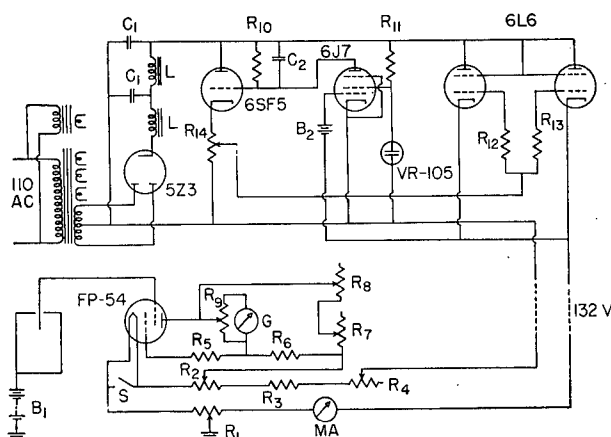 C1
R10
R11
6L6
C2
6J7
L
C1
6SF5
B2
R14
L
R12
R13
VR-105
110
AC
5Z3
R8
FP-54
R9
G
132 V
R7
R5
R6
S
R2
R3
R4
B1
R1
MA